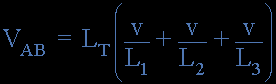 V_AB = L_T ( v/L_1 + v/L_2 + v/L_3 )